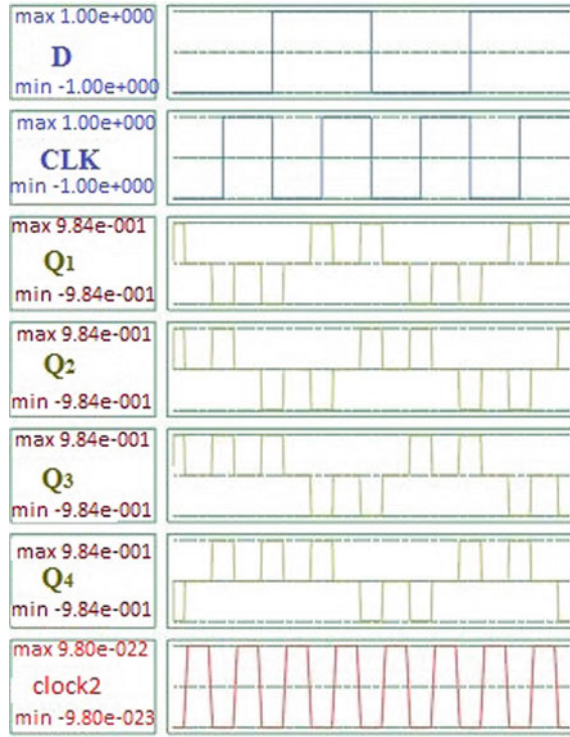 max 1.00e+000
D
min -1.00e+000
max 1.00e+000
CLK
min -1.00e+000
max 9.84e-001
Q1
min -9.84e-001
max 9.84e-001
Q2
min -9.84e-001
max 9.84e-001
Q3
min -9.84e-001
max 9.84e-001
Q4
min -9.84e-001
max 9.80e-022
clock2
min -9.80e-023